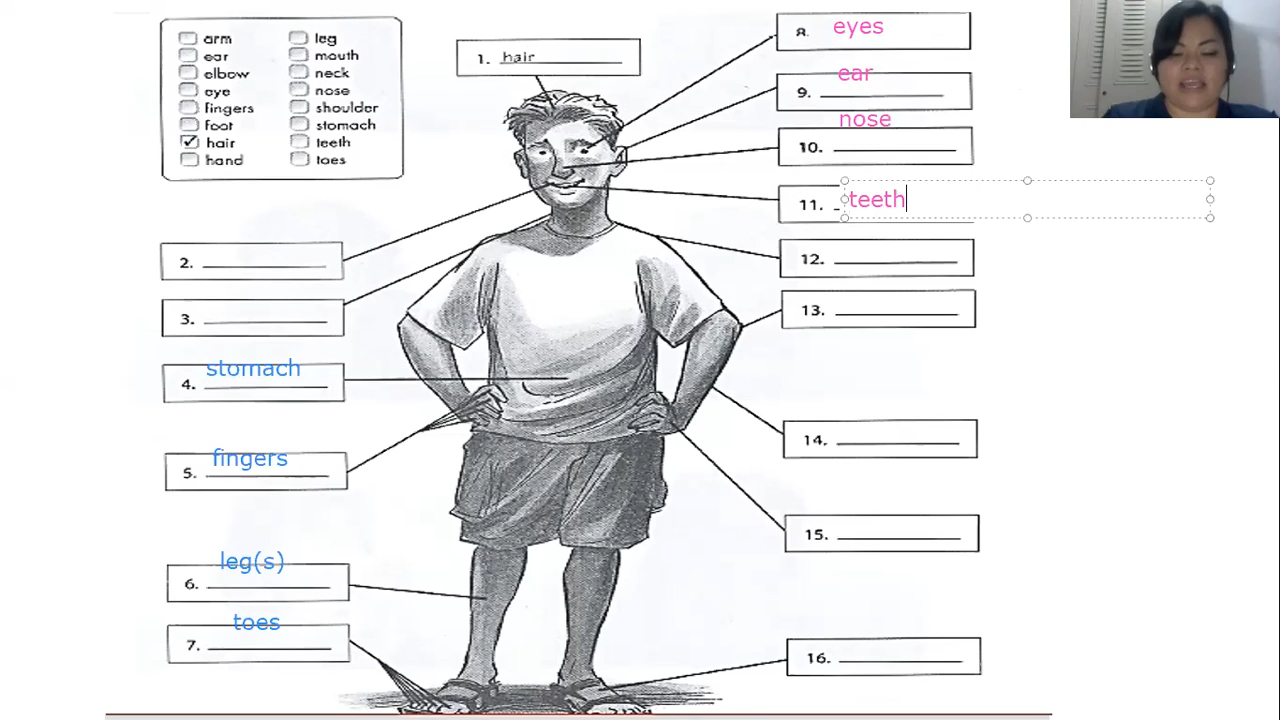 arm
ear
elbow
eye
fingers
foot
hair
hand
leg
mouth
neck
nose
shoulder
stomach
teeth
toes
1. hair
2.
3.
4. stomach
5. fingers
6. leg(s)
7. toes
8. eyes
9. ear
10. nose
11. teeth
12.
13.
14.
15.
16.